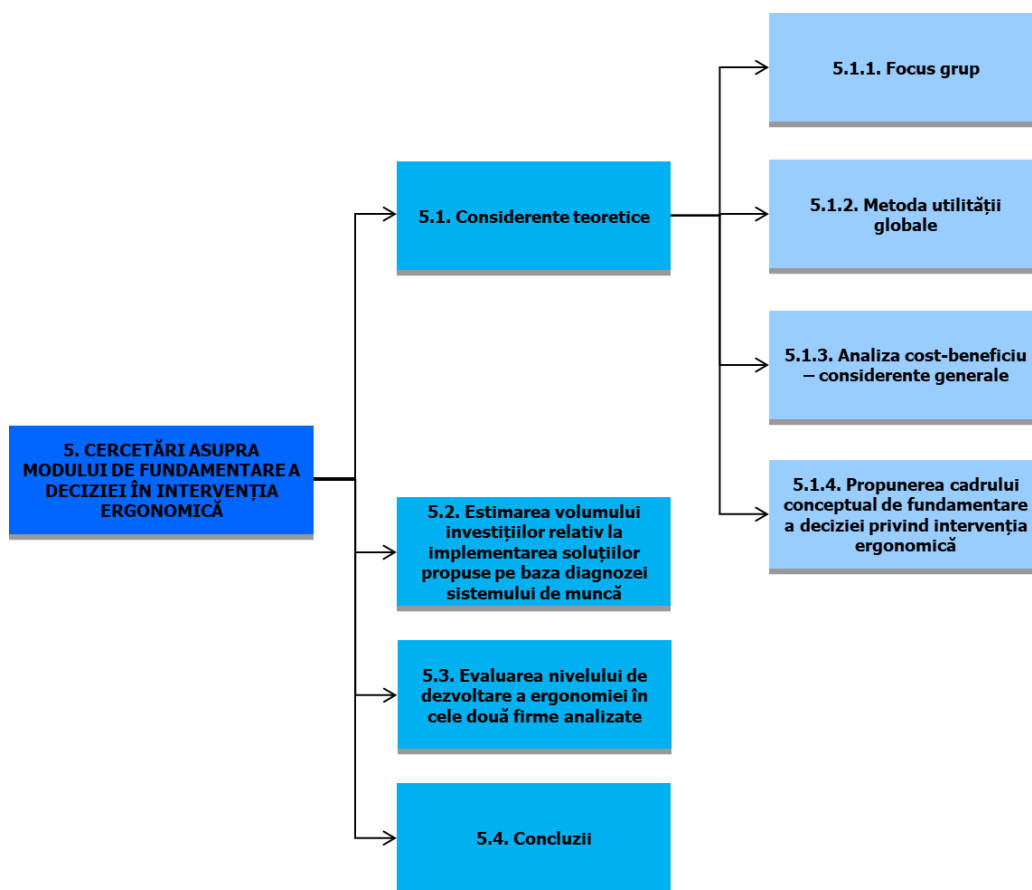 5. CERCETĂRI ASUPRA
MODULUI DE FUNDAMENTARE A
DECIZIEI ÎN INTERVENȚIA
ERGONOMICĂ
5.1. Considerente teoretice
5.1.1. Focus grup
5.1.2. Metoda utilității
globale
5.1.3. Analiza cost-beneficiu
– considerente generale
5.1.4. Propunerea cadrului
conceptual de fundamentare
a deciziei privind intervenția
ergonomică
5.2. Estimarea volumului
investițiilor relativ la
implementarea soluțiilor
propuse pe baza diagnozei
sistemului de muncă
5.3. Evaluarea nivelului de
dezvoltare a ergonomiei în
cele două firme analizate
5.4. Concluzii